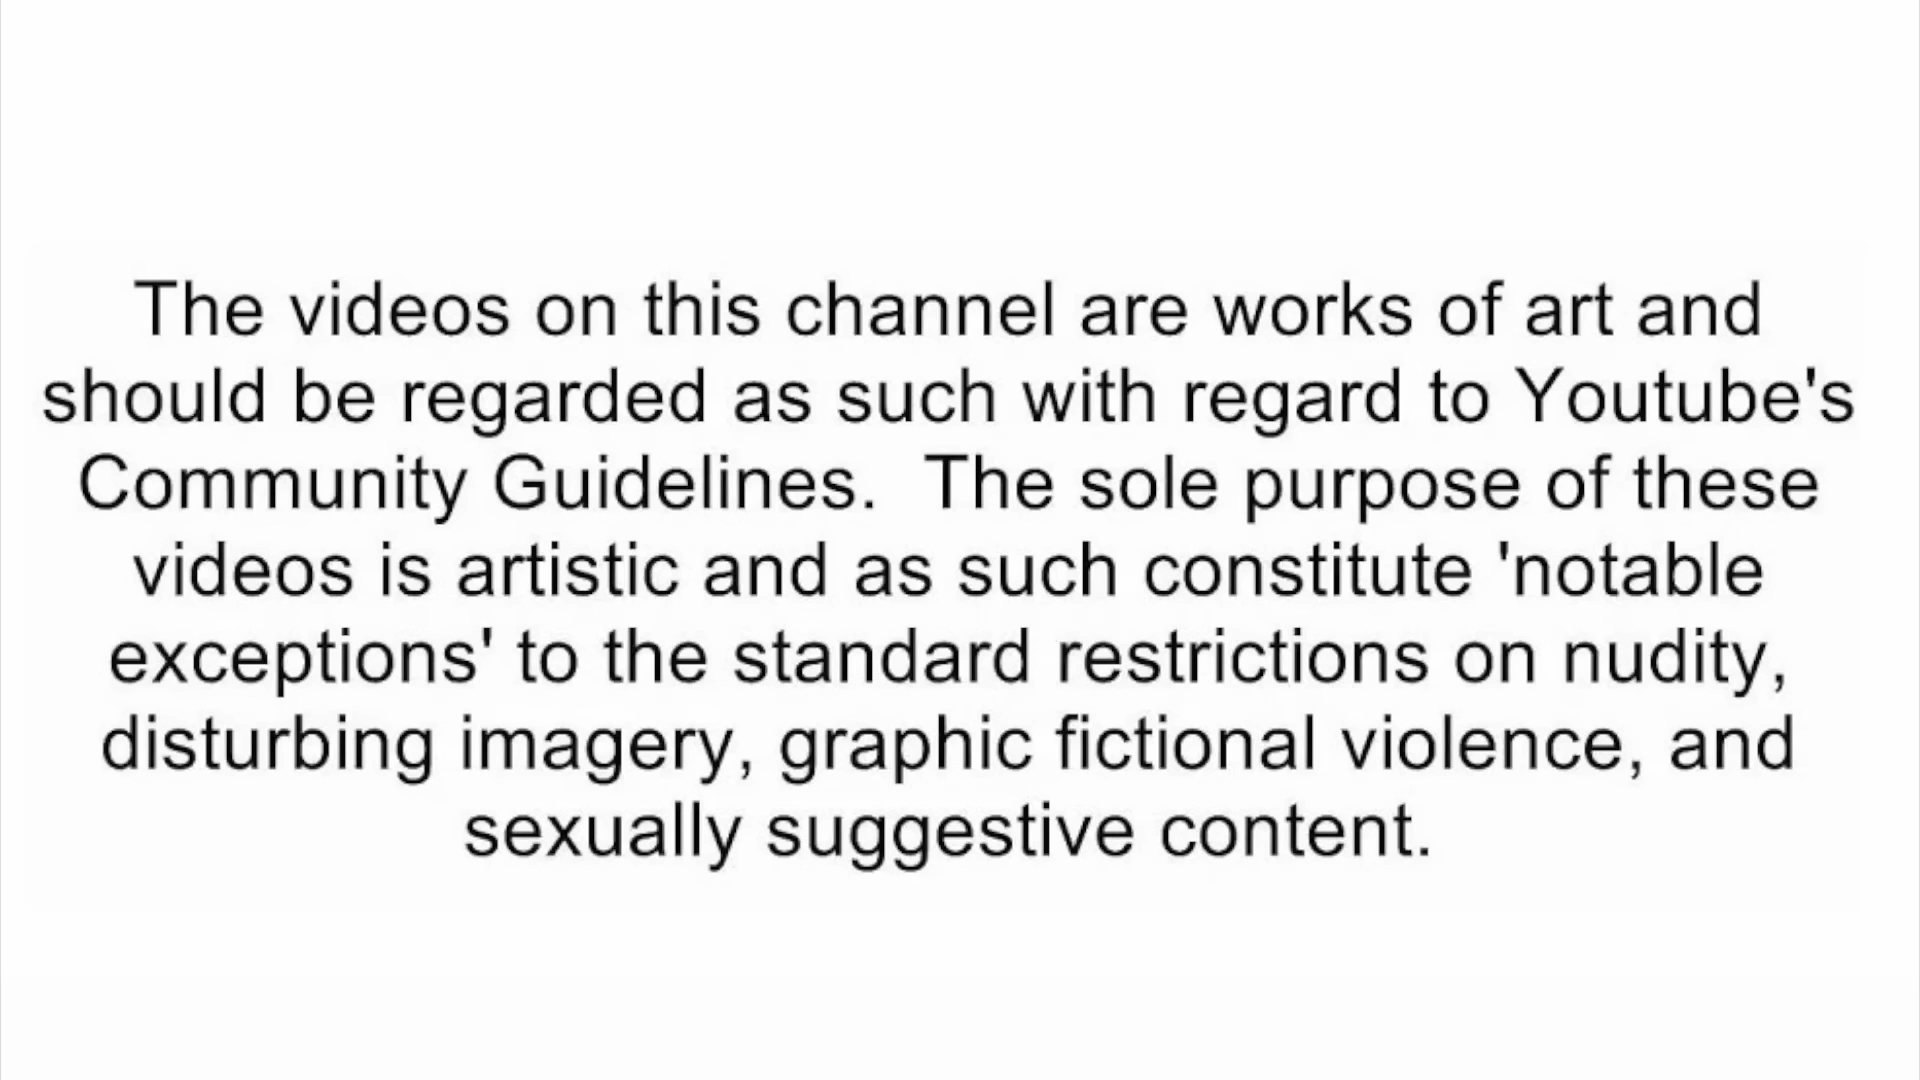 The videos on this channel are works of art and
should be regarded as such with regard to Youtube's
Community Guidelines.  The sole purpose of these
videos is artistic and as such constitute 'notable
exceptions' to the standard restrictions on nudity,
disturbing imagery, graphic fictional violence, and
sexually suggestive content.